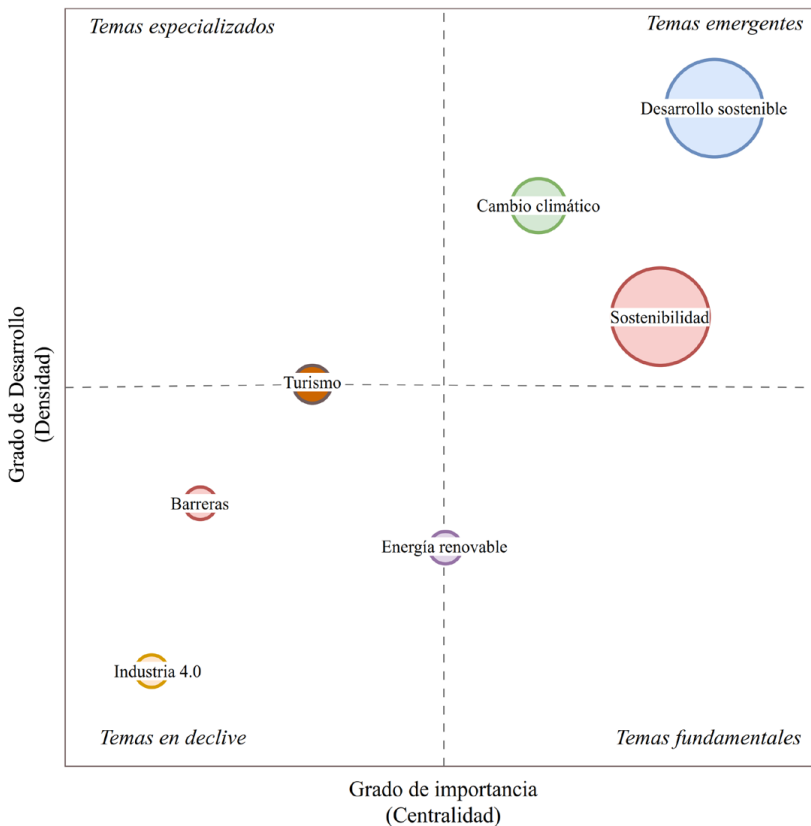 Temas especializados
Temas emergentes
Desarrollo sostenible
Cambio climático
Sostenibilidad
Turismo
Barreras
Energía renovable
Industria 4.0
Temas en declive
Temas fundamentales
Grado de Desarrollo
(Densidad)
Grado de importancia
(Centralidad)